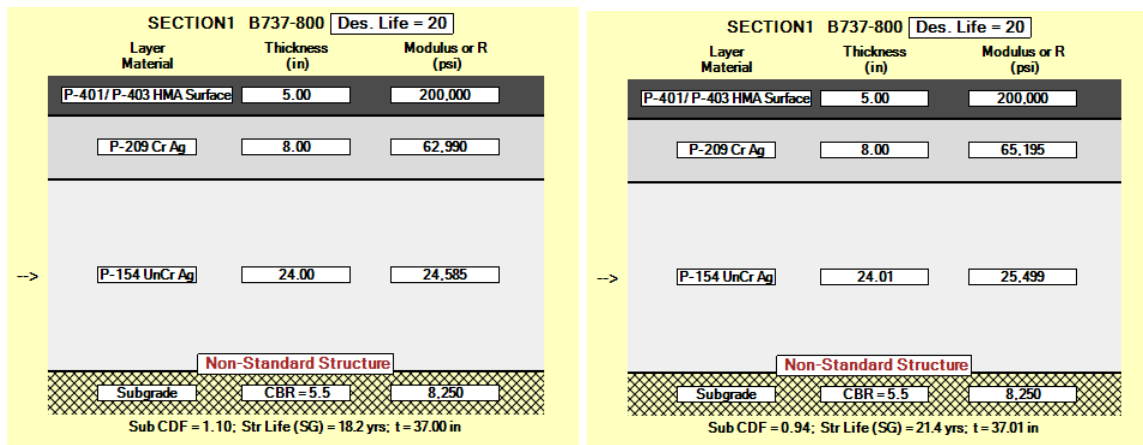 SECTION1 B737-800 Des. Life = 20
Layer Material Thickness (in) Modulus or R (psi)
P-401/ P-403 HMA Surface 5.00 200,000
P-209 Cr Ag 8.00 62,990
--> P-154 UnCr Ag 24.00 24,585
Non-Standard Structure
Subgrade CBR = 5.5 8,250
Sub CDF = 1.10; Str Life (SG) = 18.2 yrs; t = 37.00 in
SECTION1 B737-800 Des. Life = 20
Layer Material Thickness (in) Modulus or R (psi)
P-401/ P-403 HMA Surface 5.00 200,000
P-209 Cr Ag 8.00 65,195
--> P-154 UnCr Ag 24.01 25,499
Non-Standard Structure
Subgrade CBR = 5.5 8,250
Sub CDF = 0.94; Str Life (SG) = 21.4 yrs; t = 37.01 in